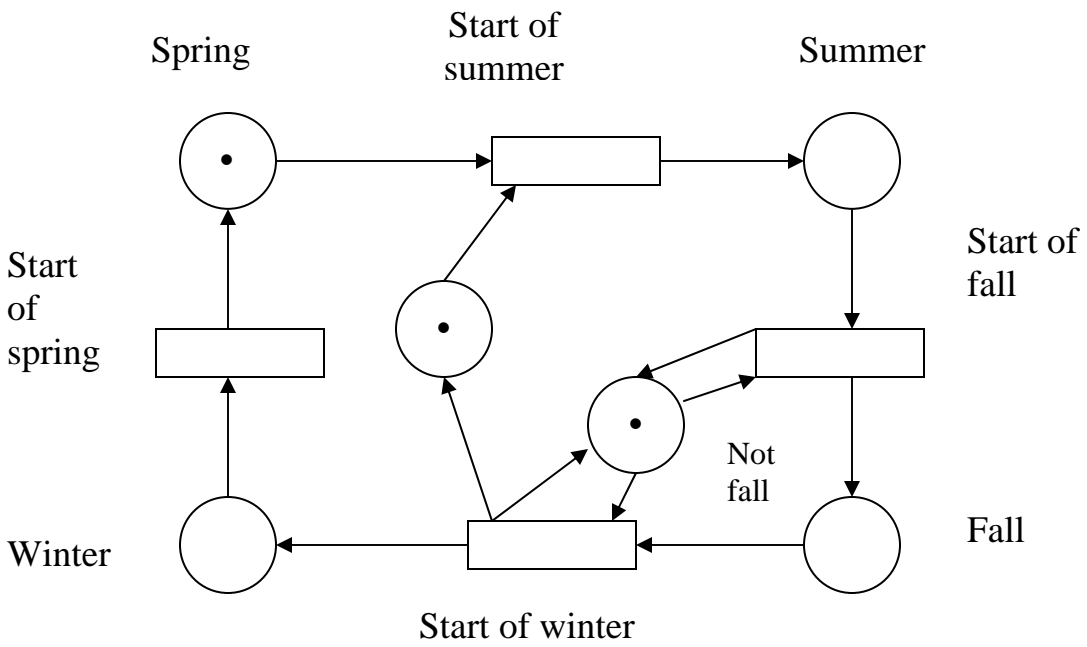 Spring
Start of
summer
Summer
Start
of
spring
Start of
fall
Not
fall
Winter
Fall
Start of winter